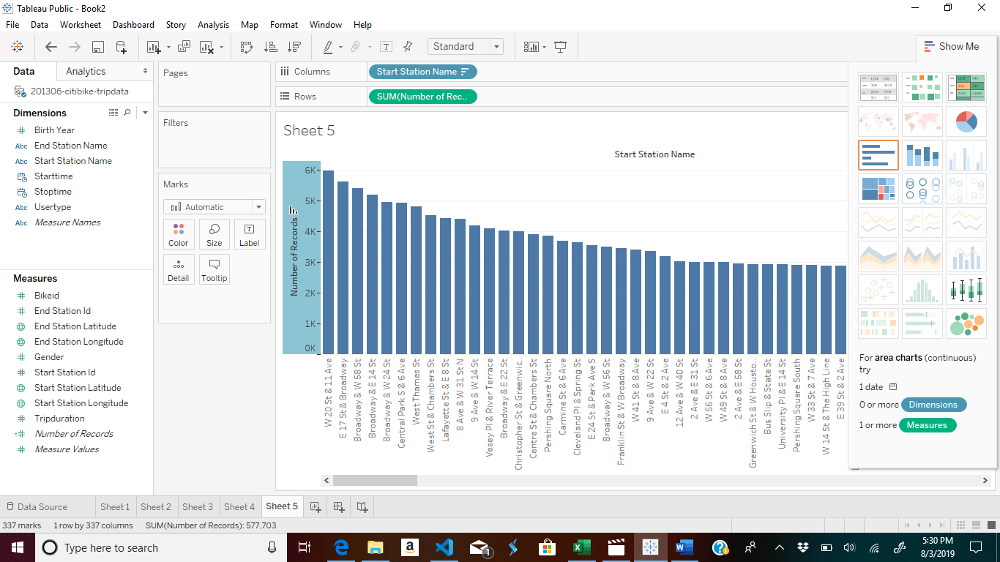 Tableau Public - Book2
File Data Worksheet Dashboard Story Analysis Map Format Window Help
Standard
Show Me
Data Analytics
201306-citibike-tripdata
Dimensions
Birth Year
Abc End Station Name
Abc Start Station Name
Starttime
Stoptime
Abc Usertype
Abc Measure Names
Measures
Bikeid
End Station Id
End Station Latitude
End Station Longitude
Gender
Start Station Id
Start Station Latitude
Start Station Longitude
Tripduration
Number of Records
Measure Values
Pages
Filters
Marks
Automatic
Color Size Label
Detail Tooltip
Columns Start Station Name
Rows SUM(Number of Rec..
Sheet 5
Start Station Name
Number of Records
6K
5K
4K
3K
2K
1K
0K
W 20 St & 11 Ave
E 17 St & Broadway
Broadway & W 58 St
Broadway & E 14 St
Broadway & W 24 St
Central Park S & 6 Ave
West Thames St
West St & Chambers St
Lafayette St & E 8 St
8 Ave & W 31 St N
9 Ave & W 14 St
Vesey Pl & River Terrace
Broadway & E 22 St
Christopher St & Greenwic..
Centre St & Chambers St
Pershing Square North
Carmine St & 6 Ave
Cleveland Pl & Spring St
E 24 St & Park Ave S
Broadway & W 56 St
Franklin St & W Broadway
W 41 St & 8 Ave
9 Ave & W 22 St
E 4 St & 2 Ave
12 Ave & W 40 St
2 Ave & E 31 St
W 56 St & 6 Ave
W 49 St & 8 Ave
2 Ave & E 58 St
Greenwich St & W Housto..
Bus Slip & State St
University Pl & E 14 St
Pershing Square South
W 33 St & 7 Ave
W 14 St & The High Line
E 39 St & 2 Ave
For area charts (continuous)
try
1 date
0 or more Dimensions
1 or more Measures
Data Source Sheet 1 Sheet 2 Sheet 3 Sheet 4 Sheet 5
337 marks 1 row by 337 columns SUM(Number of Records): 577,703
Type here to search
5:30 PM
8/3/2019